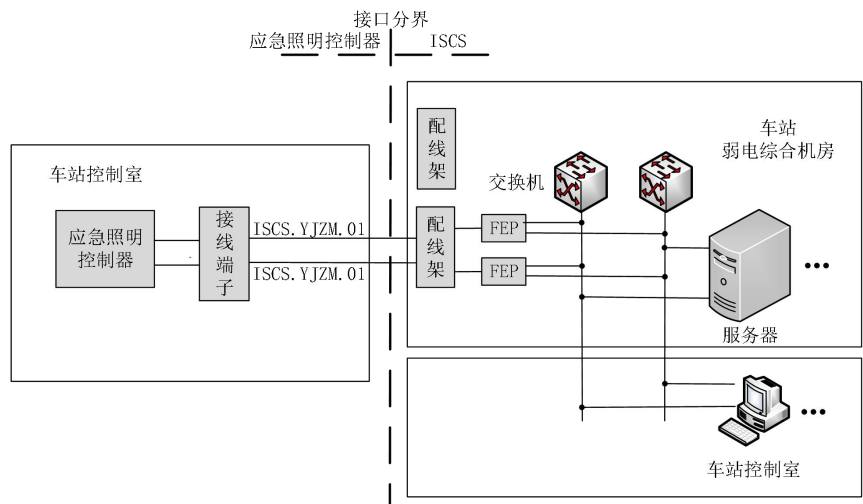 接口分界
应急照明控制器
ISCS
车站控制室
应急照明
控制器
接线端子
ISCS.YJZM.01
ISCS.YJZM.01
配线架
配线架
交换机
FEP
FEP
车站
弱电综合机房
服务器
车站控制室